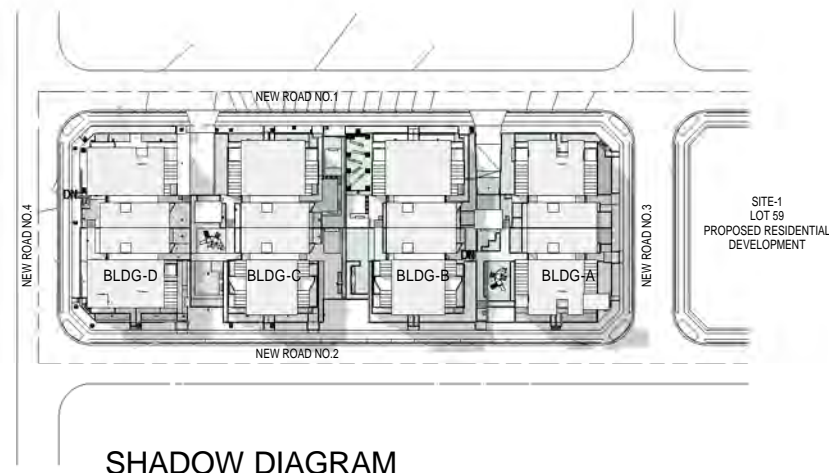 NEW ROAD NO.1
DN
NEW ROAD NO.4
NEW ROAD NO.3
SITE-1
LOT 59
PROPOSED RESIDENTIAL
DEVELOPMENT
DN
BLDG-D
BLDG-C
BLDG-B
BLDG-A
NEW ROAD NO.2
SHADOW DIAGRAM